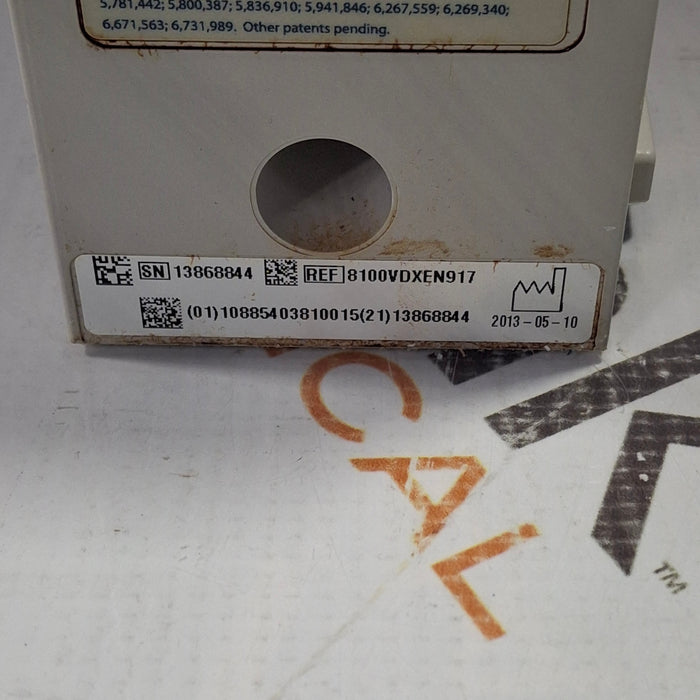 5,781,442; 5,800,387; 5,836,910; 5,941,846; 6,267,559; 6,269,340;
6,671,563; 6,731,989. Other patents pending.
SN 13868844 REF 8100VDXEN917
(01)10885403810015(21)13868844
2013-05-10
CAL
TM